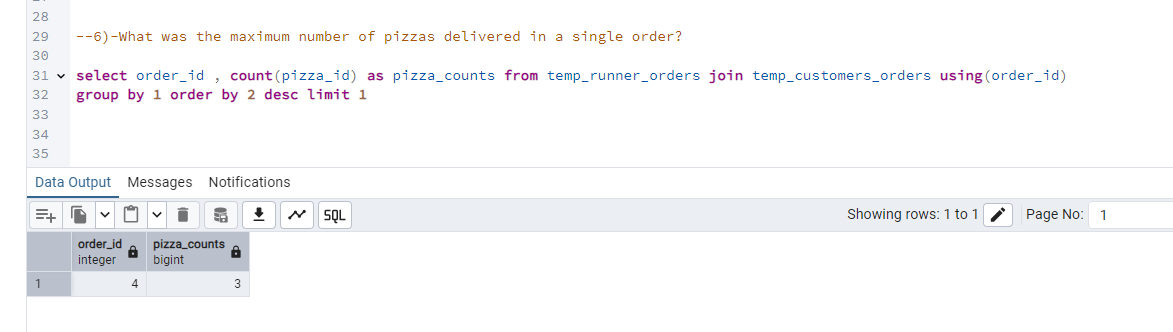 28
29 --6)-What was the maximum number of pizzas delivered in a single order?
30
31 select order_id , count(pizza_id) as pizza_counts from temp_runner_orders join temp_customers_orders using(order_id)
32 group by 1 order by 2 desc limit 1
33
34
35
Data Output Messages Notifications
SQL Showing rows: 1 to 1 Page No: 1
order_id pizza_counts
integer bigint
1 4 3